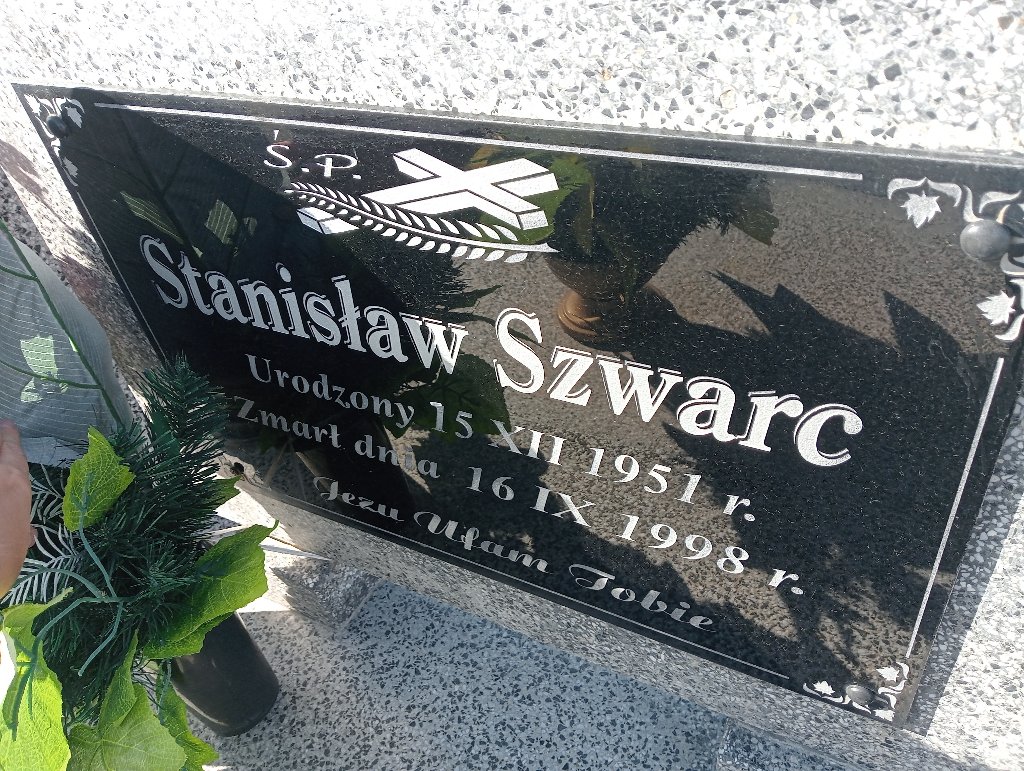 Ś.P.
Stanisław Szwarc
Urodzony 15 XII 1951 r.
Zmarł dnia 16 IX 1998 r.
Jezu Ufam Tobie